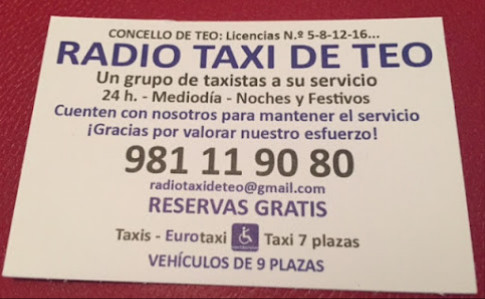 CONCELLO DE TEO: Licencias N.º 5-8-12-16...
RADIO TAXI DE TEO
Un grupo de taxistas a su servicio
24 h. - Mediodía - Noches y Festivos
Cuenten con nosotros para mantener el servicio
¡Gracias por valorar nuestro esfuerzo!
981 11 90 80
radiotaxideteo@gmail.com
RESERVAS GRATIS
Taxis - Eurotaxi Taxi 7 plazas
VEHÍCULOS DE 9 PLAZAS